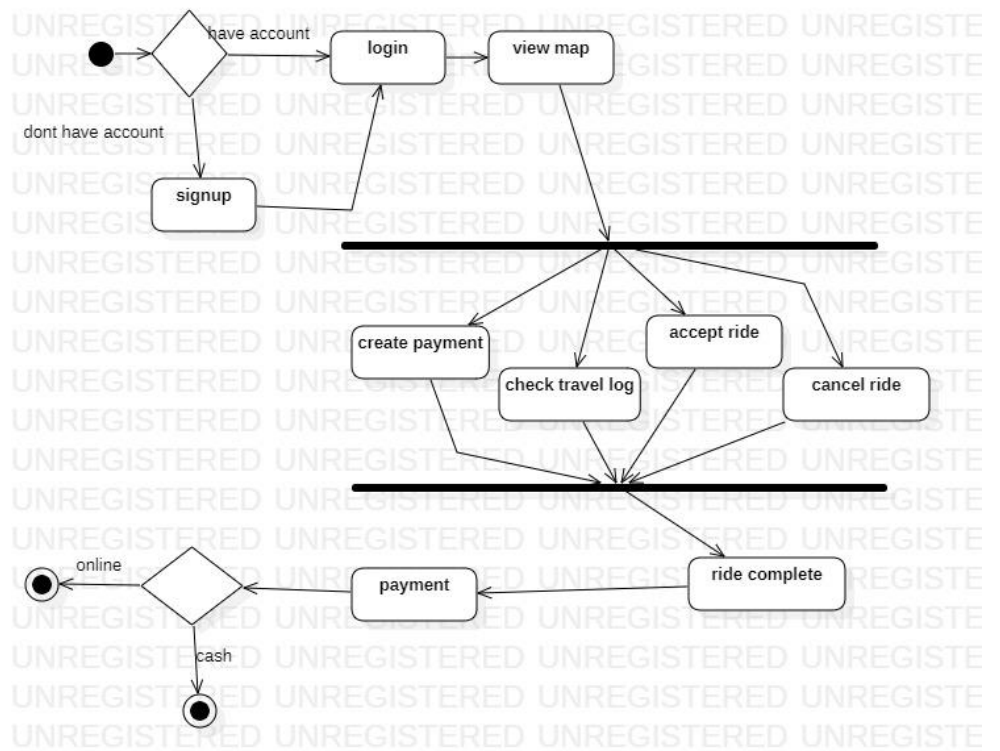 have account
login
view map
dont have account
signup
create payment
accept ride
check travel log
cancel ride
online
payment
ride complete
cash
UNREGISTERED